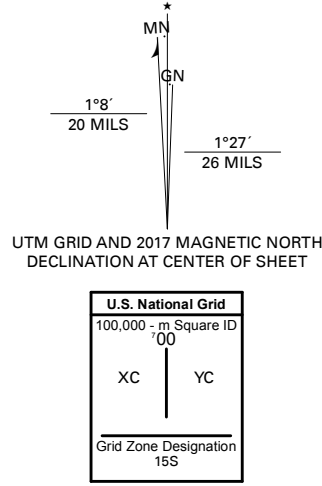 ★
MN
GN
1°8´
20 MILS
1°27´
26 MILS
UTM GRID AND 2017 MAGNETIC NORTH
DECLINATION AT CENTER OF SHEET
U.S. National Grid
100,000 - m Square ID
⁷00
XC YC
Grid Zone Designation
15S